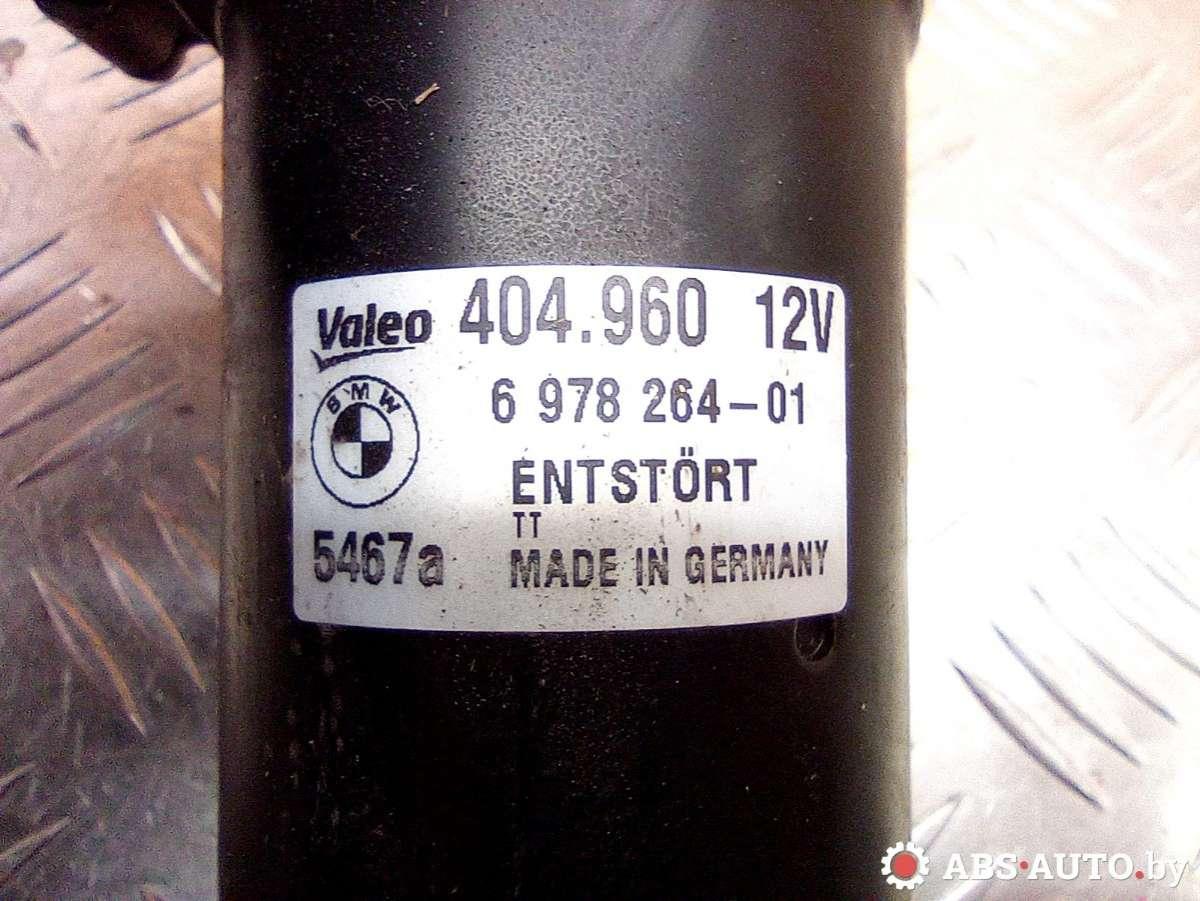 Valeo 404.960 12V
BMW
6 978 264-01
ENTSTÖRT
TT
5467a MADE IN GERMANY
ABS·AUTO.by